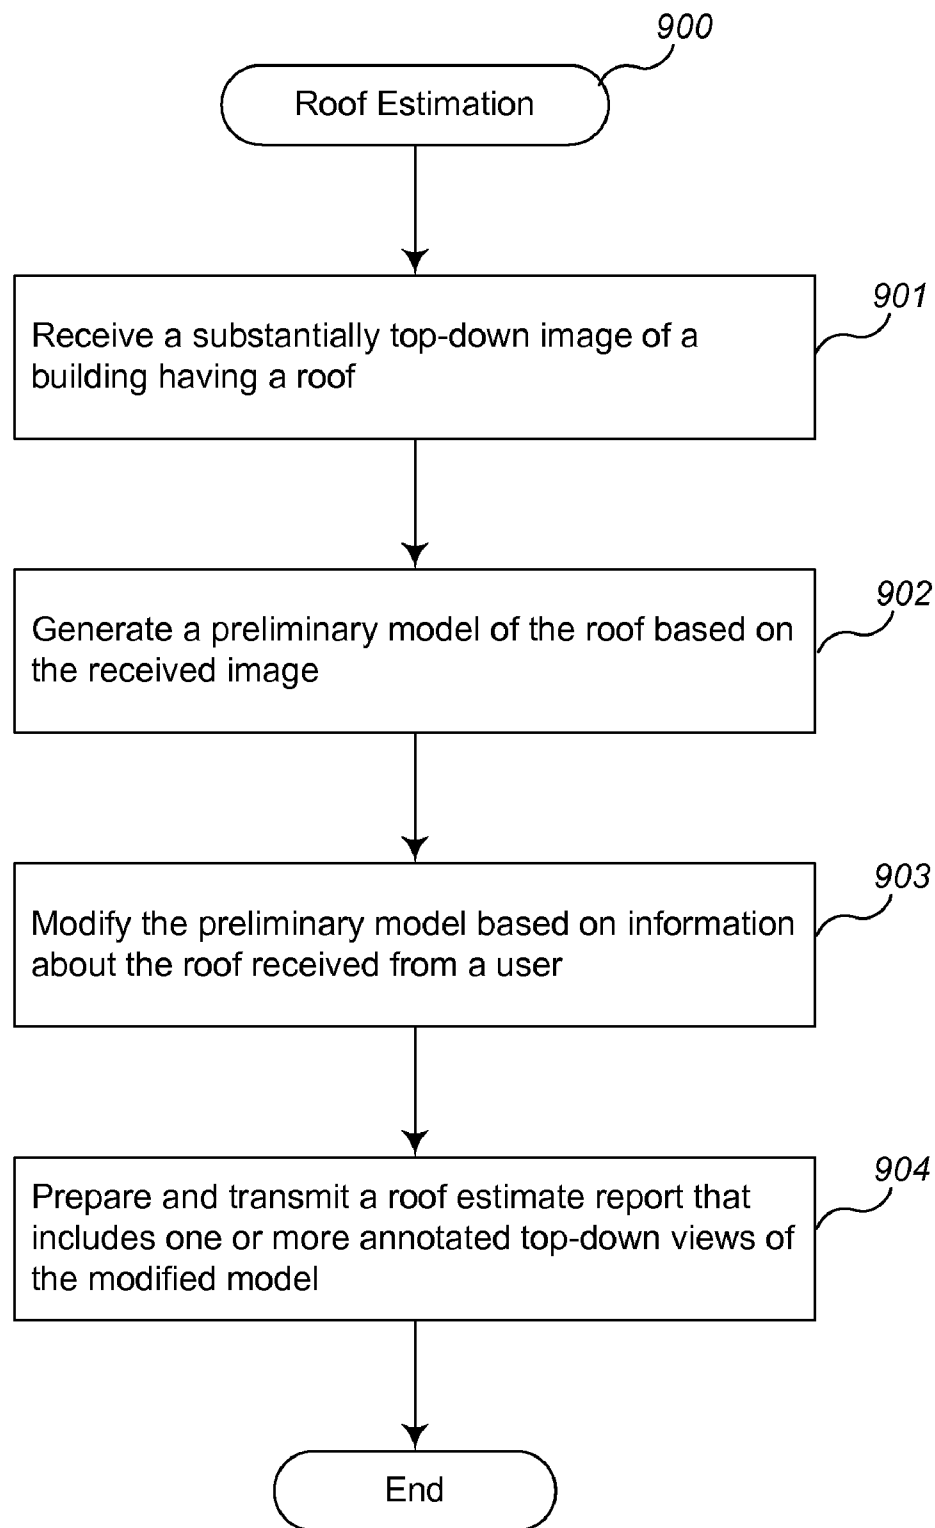 900
Roof Estimation
901
Receive a substantially top-down image of a
building having a roof
902
Generate a preliminary model of the roof based on
the received image
903
Modify the preliminary model based on information
about the roof received from a user
904
Prepare and transmit a roof estimate report that
includes one or more annotated top-down views of
the modified model
End